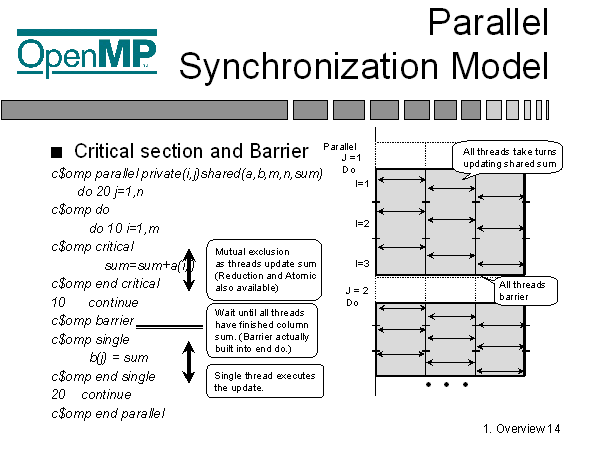 OpenMP
TM
Parallel
Synchronization Model
Critical section and Barrier
c$omp parallel private(i,j)shared(a,b,m,n,sum)
do 20 j=1,n
c$omp do
do 10 i=1,m
c$omp critical
sum=sum+a(i,j)
c$omp end critical
10 continue
c$omp barrier
c$omp single
b(j) = sum
c$omp end single
20 continue
c$omp end parallel
Mutual exclusion
as threads update sum
(Reduction and Atomic
also available)
Wait until all threads
have finished column
sum. (Barrier actually
built into end do.)
Single thread executes
the update.
Parallel
J =1
Do
I=1
I=2
I=3
J = 2
Do
All threads take turns
updating shared sum
All threads
barrier
1. Overview 14